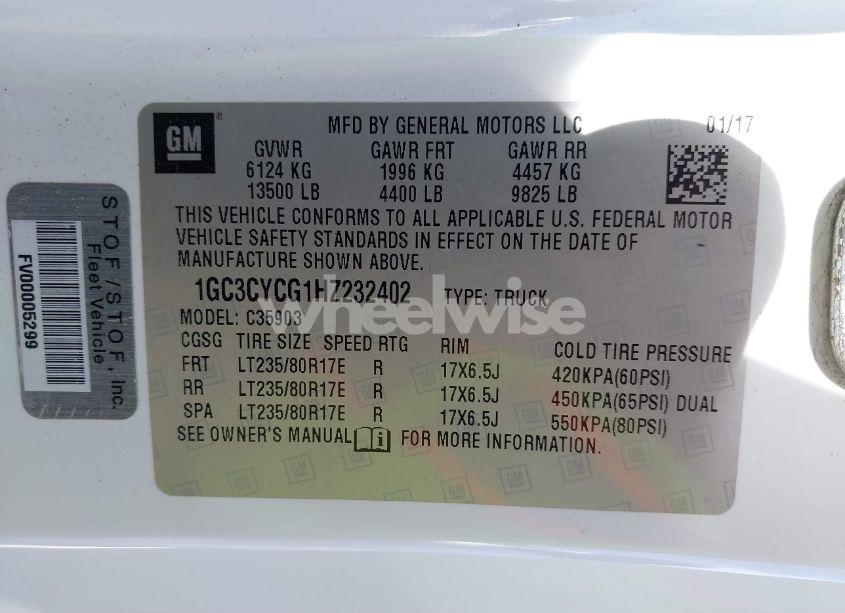 GM
MFD BY GENERAL MOTORS LLC 01/17
GVWR GAWR FRT GAWR RR
6124 KG 1996 KG 4457 KG
13500 LB 4400 LB 9825 LB
THIS VEHICLE CONFORMS TO ALL APPLICABLE U.S. FEDERAL MOTOR
VEHICLE SAFETY STANDARDS IN EFFECT ON THE DATE OF
MANUFACTURE SHOWN ABOVE.
1GC3CYCG1HZ232402 TYPE: TRUCK
MODEL: C35903
CGSG TIRE SIZE SPEED RTG RIM COLD TIRE PRESSURE
FRT LT235/80R17E R 17X6.5J 420KPA(60PSI)
RR LT235/80R17E R 17X6.5J 450KPA(65PSI) DUAL
SPA LT235/80R17E R 17X6.5J 550KPA(80PSI)
SEE OWNER'S MANUAL FOR MORE INFORMATION.
STOF/STOF, Inc.
Fleet Vehicle
FV00005299
wheelwise